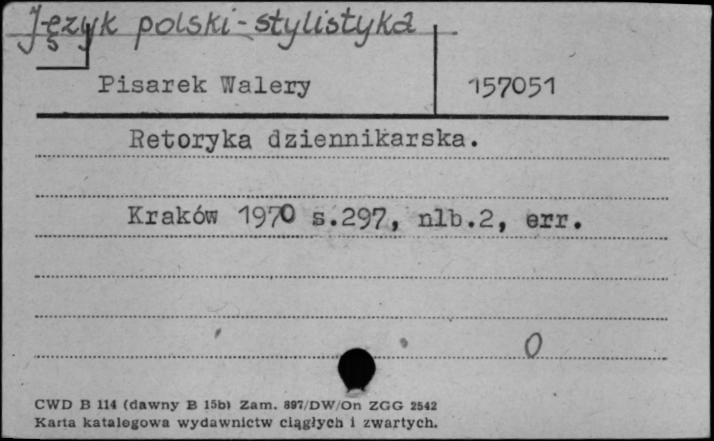 Język polski - stylistyka
Pisarek Walery 157051
Retoryka dziennikarska.
Kraków 1970 s.297, nlb.2, err.
0
CWD B 114 (dawny B 15b) Zam. 897/DW/On ZGG 2542
Karta katalogowa wydawnictw ciągłych i zwartych.